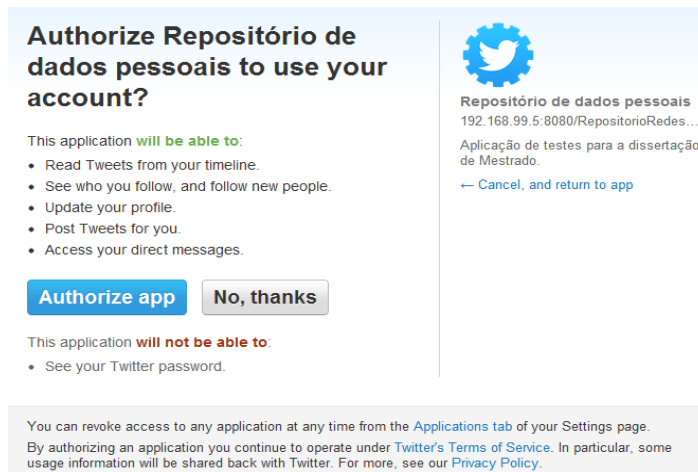 Authorize Repositório de
dados pessoais to use your
account?
This application will be able to:
• Read Tweets from your timeline.
• See who you follow, and follow new people.
• Update your profile.
• Post Tweets for you.
• Access your direct messages.
Authorize app
No, thanks
This application will not be able to:
• See your Twitter password.
Repositório de dados pessoais
192.168.99.5:8080/RepositorioRedes...
Aplicação de testes para a dissertação
de Mestrado.
← Cancel, and return to app
You can revoke access to any application at any time from the Applications tab of your Settings page.
By authorizing an application you continue to operate under Twitter's Terms of Service. In particular, some
usage information will be shared back with Twitter. For more, see our Privacy Policy.